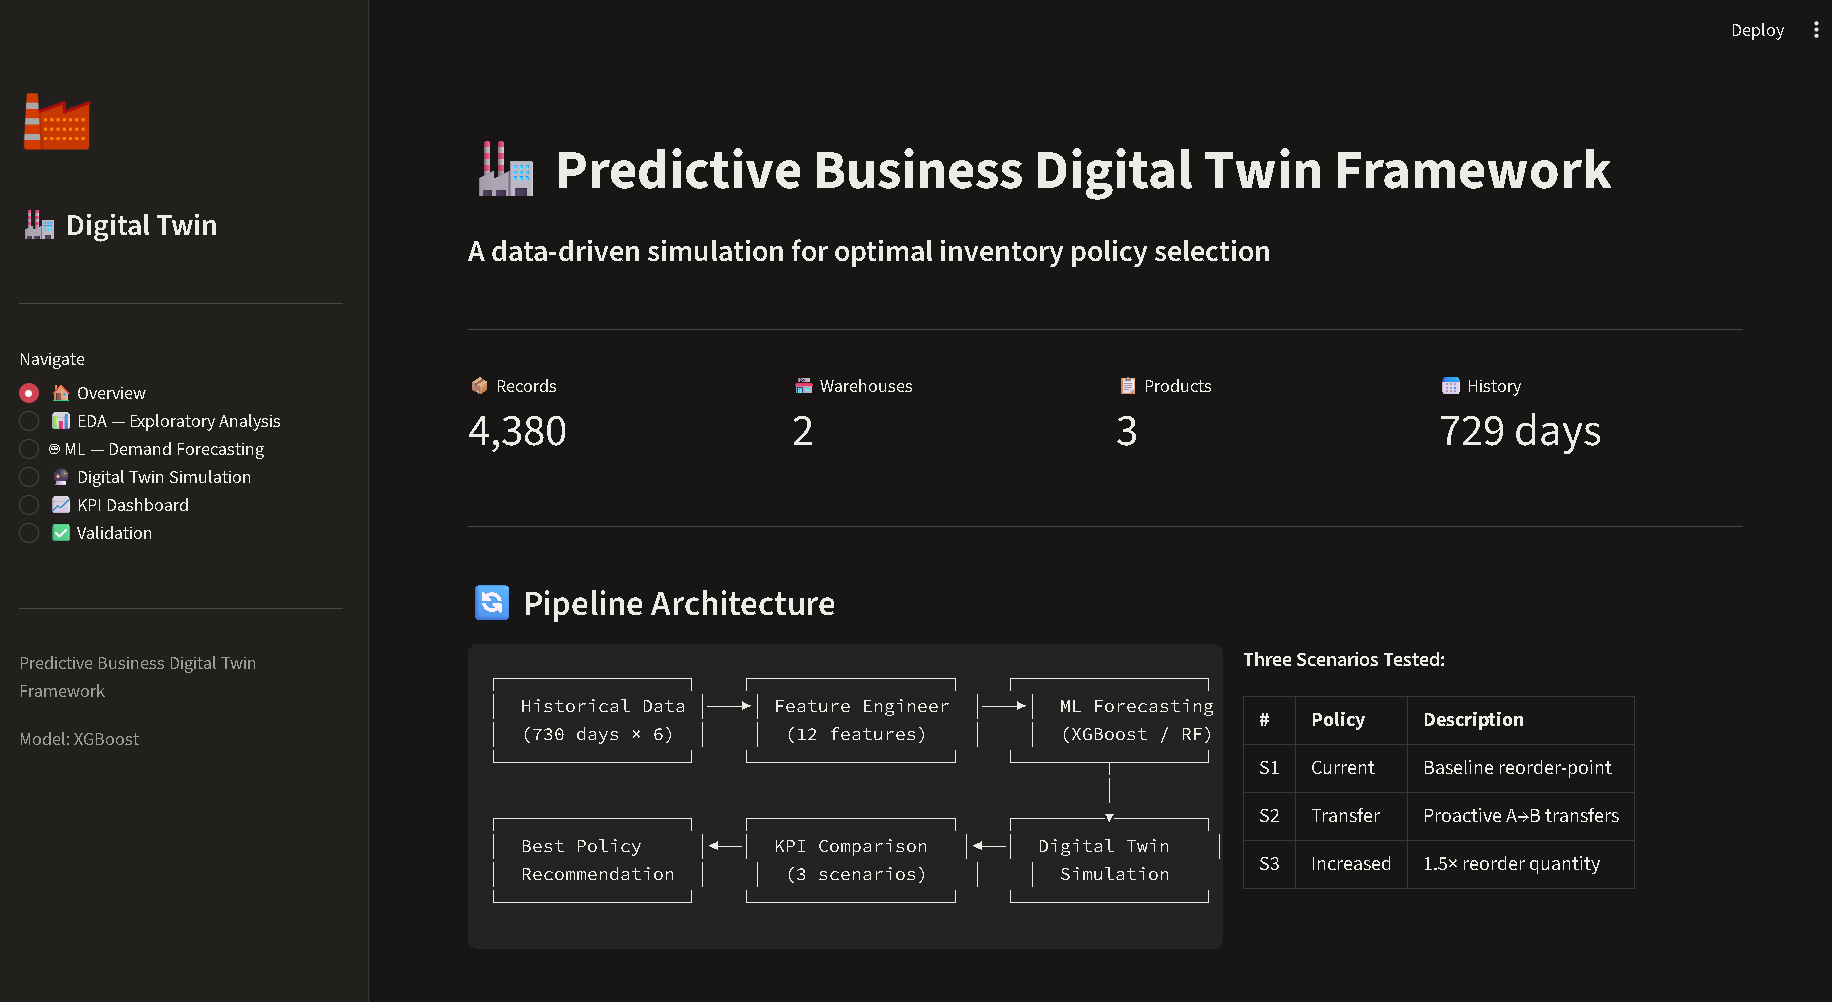 Deploy
Digital Twin
Navigate
Overview
EDA — Exploratory Analysis
ML — Demand Forecasting
Digital Twin Simulation
KPI Dashboard
Validation
Predictive Business Digital Twin
Framework
Model: XGBoost
Predictive Business Digital Twin Framework
A data-driven simulation for optimal inventory policy selection
Records
4,380
Warehouses
2
Products
3
History
729 days
Pipeline Architecture
Historical Data
(730 days × 6)
Feature Engineer
(12 features)
ML Forecasting
(XGBoost / RF)
Best Policy
Recommendation
KPI Comparison
(3 scenarios)
Digital Twin
Simulation
Three Scenarios Tested:
# Policy Description
S1 Current Baseline reorder-point
S2 Transfer Proactive A→B transfers
S3 Increased 1.5× reorder quantity